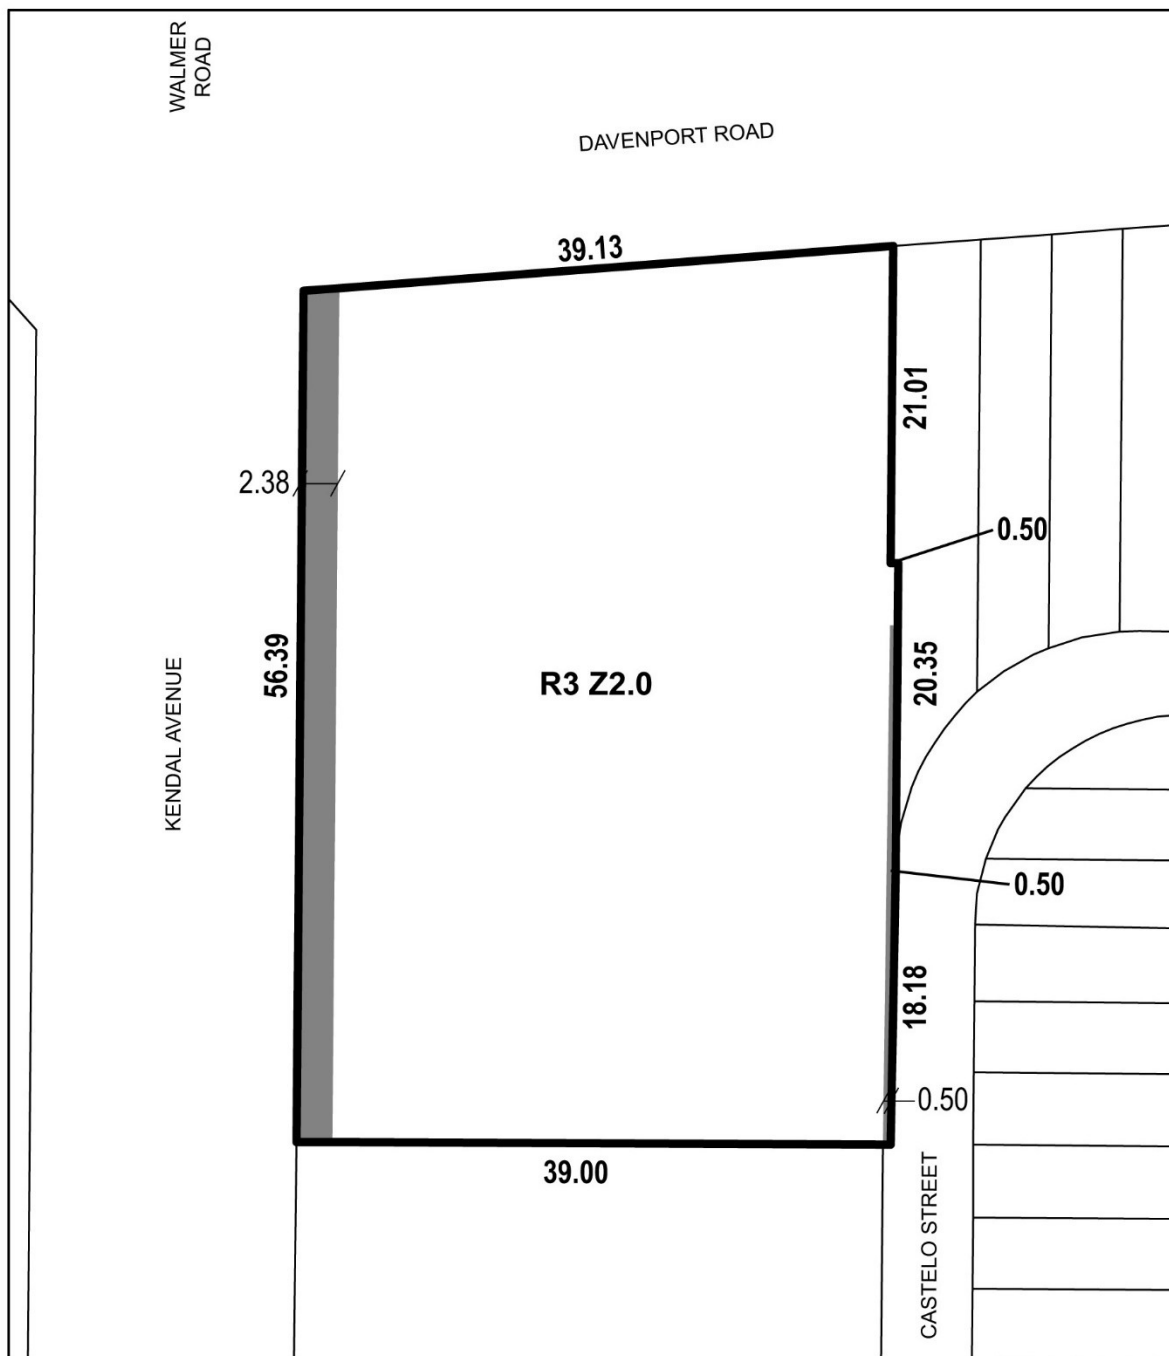 WALMER
ROAD
DAVENPORT ROAD
39.13
21.01
2.38
0.50
56.39
KENDAL AVENUE
R3 Z2.0
20.35
0.50
18.18
0.50
39.00
CASTELO STREET